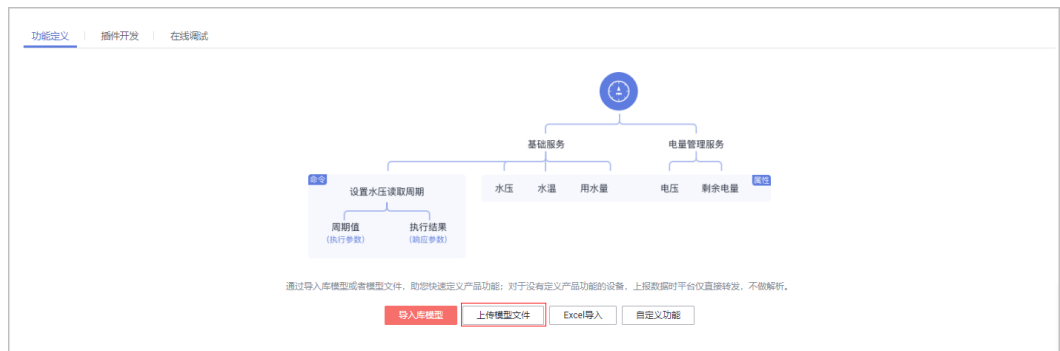 功能定义 插件开发 在线调试
基础服务 电量管理服务
命令 设置水压读取周期 水压 水温 用水量 电压 剩余电量 属性
周期值 执行结果
(执行参数) (响应参数)
通过导入库模型或者模型文件，助您快速定义产品功能；对于没有定义产品功能的设备，上报数据时平台仅直接转发，不做解析。
导入库模型 上传模型文件 Excel导入 自定义功能